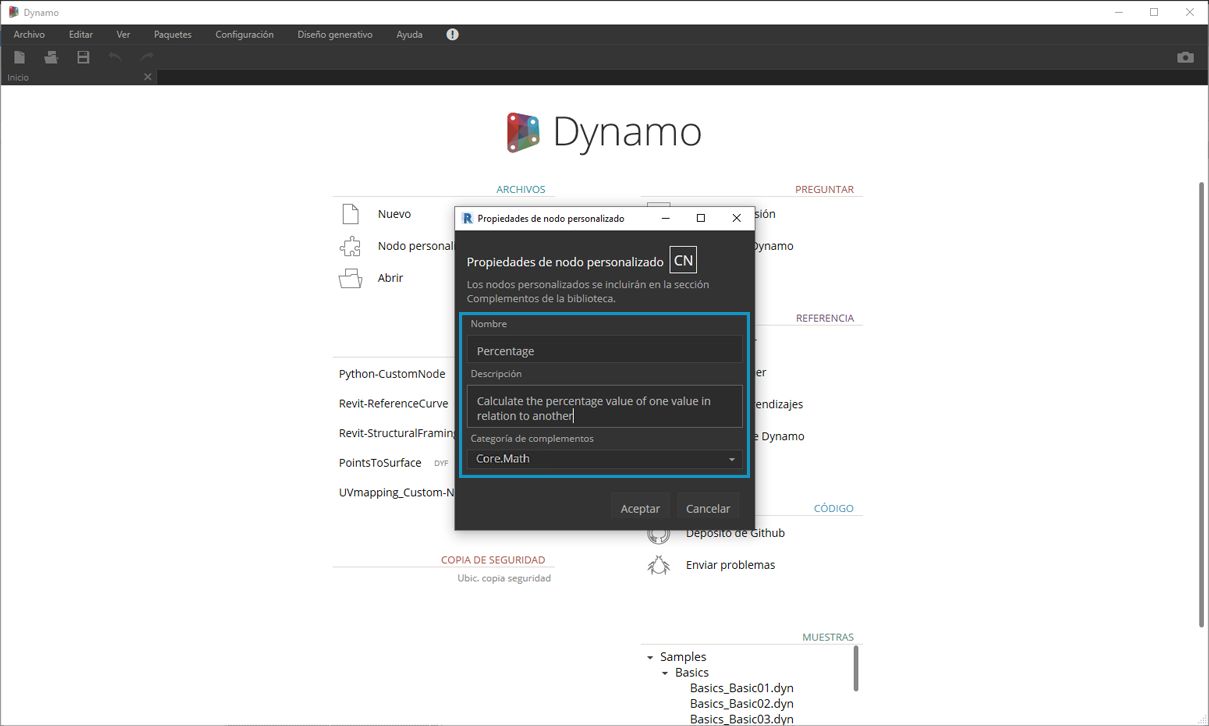 Dynamo
Archivo Editar Ver Paquetes Configuración Diseño generativo Ayuda !
Inicio
Dynamo
ARCHIVOS
Nuevo
Nodo personali
Abrir
Python-CustomNode
Revit-ReferenceCurve
Revit-StructuralFraming
PointsToSurface DYF
UVmapping_Custom-N
COPIA DE SEGURIDAD
Ubic. copia seguridad
PREGUNTAR
sión
Dynamo
REFERENCIA
er
endizajes
e Dynamo
CÓDIGO
Depósito de Github
Enviar problemas
MUESTRAS
Samples
Basics
Basics_Basic01.dyn
Basics_Basic02.dyn
Basics_Basic03.dyn
R Propiedades de nodo personalizado
Propiedades de nodo personalizado CN
Los nodos personalizados se incluirán en la sección
Complementos de la biblioteca.
Nombre
Percentage
Descripción
Calculate the percentage value of one value in
relation to another
Categoría de complementos
Core.Math
Aceptar Cancelar